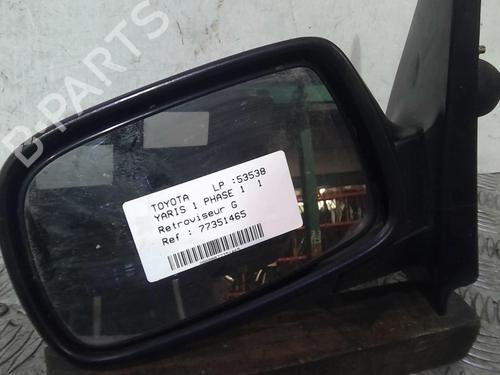 B-PARTS
TOYOTA LP :53538
YARIS 1 PHASE 1 1
Retroviseur G
Ref : 77351465